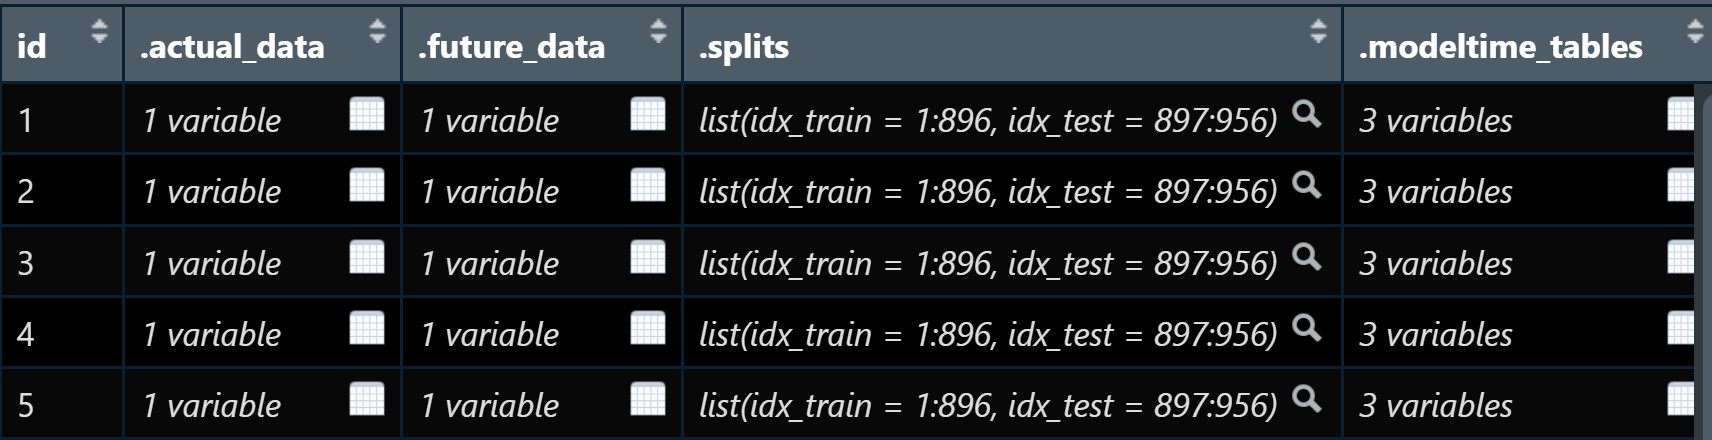 id .actual_data .future_data .splits .modeltime_tables
1 1 variable 1 variable list(idx_train = 1:896, idx_test = 897:956) 3 variables
2 1 variable 1 variable list(idx_train = 1:896, idx_test = 897:956) 3 variables
3 1 variable 1 variable list(idx_train = 1:896, idx_test = 897:956) 3 variables
4 1 variable 1 variable list(idx_train = 1:896, idx_test = 897:956) 3 variables
5 1 variable 1 variable list(idx_train = 1:896, idx_test = 897:956) 3 variables